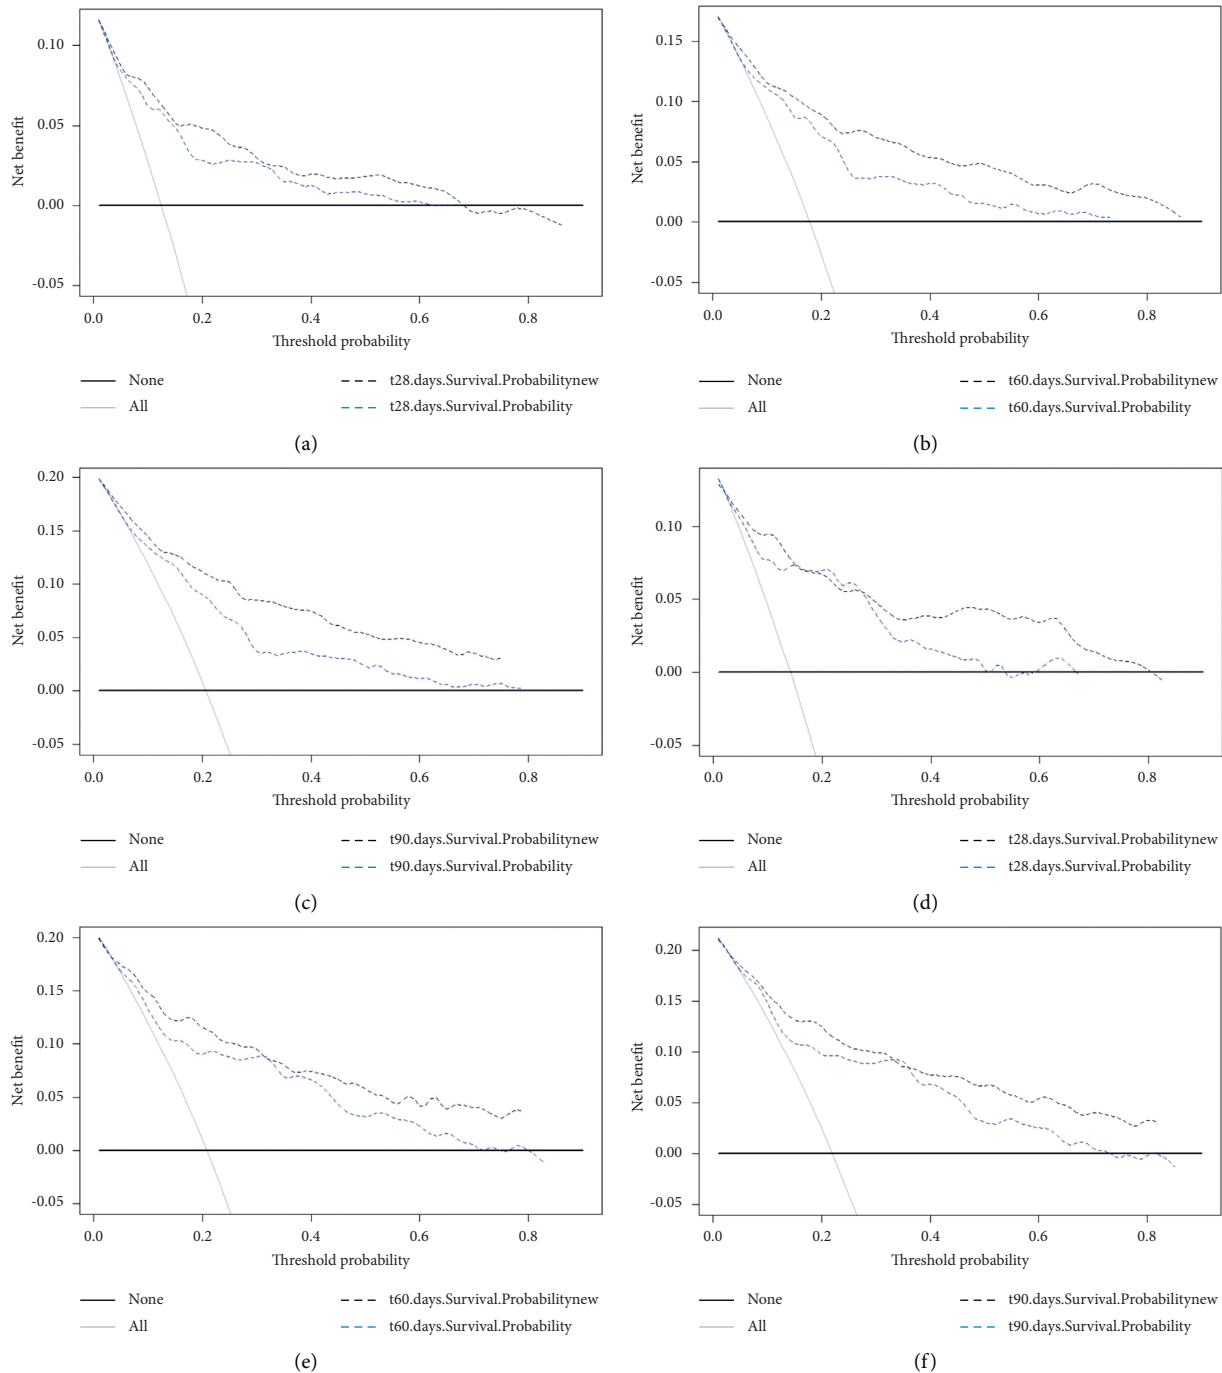 0.10
0.05
0.00
-0.05
Net benefit
0.0 0.2 0.4 0.6 0.8
Threshold probability
None t28.days.Survival.Probabilitynew
All t28.days.Survival.Probability
(a)
0.15
0.10
0.05
0.00
-0.05
Net benefit
0.0 0.2 0.4 0.6 0.8
Threshold probability
None t60.days.Survival.Probabilitynew
All t60.days.Survival.Probability
(b)
0.20
0.15
0.10
0.05
0.00
-0.05
Net benefit
0.0 0.2 0.4 0.6 0.8
Threshold probability
None t90.days.Survival.Probabilitynew
All t90.days.Survival.Probability
(c)
0.10
0.05
0.00
-0.05
Net benefit
0.0 0.2 0.4 0.6 0.8
Threshold probability
None t28.days.Survival.Probabilitynew
All t28.days.Survival.Probability
(d)
0.20
0.15
0.10
0.05
0.00
-0.05
Net benefit
0.0 0.2 0.4 0.6 0.8
Threshold probability
None t60.days.Survival.Probabilitynew
All t60.days.Survival.Probability
(e)
0.20
0.15
0.10
0.05
0.00
-0.05
Net benefit
0.0 0.2 0.4 0.6 0.8
Threshold probability
None t90.days.Survival.Probabilitynew
All t90.days.Survival.Probability
(f)